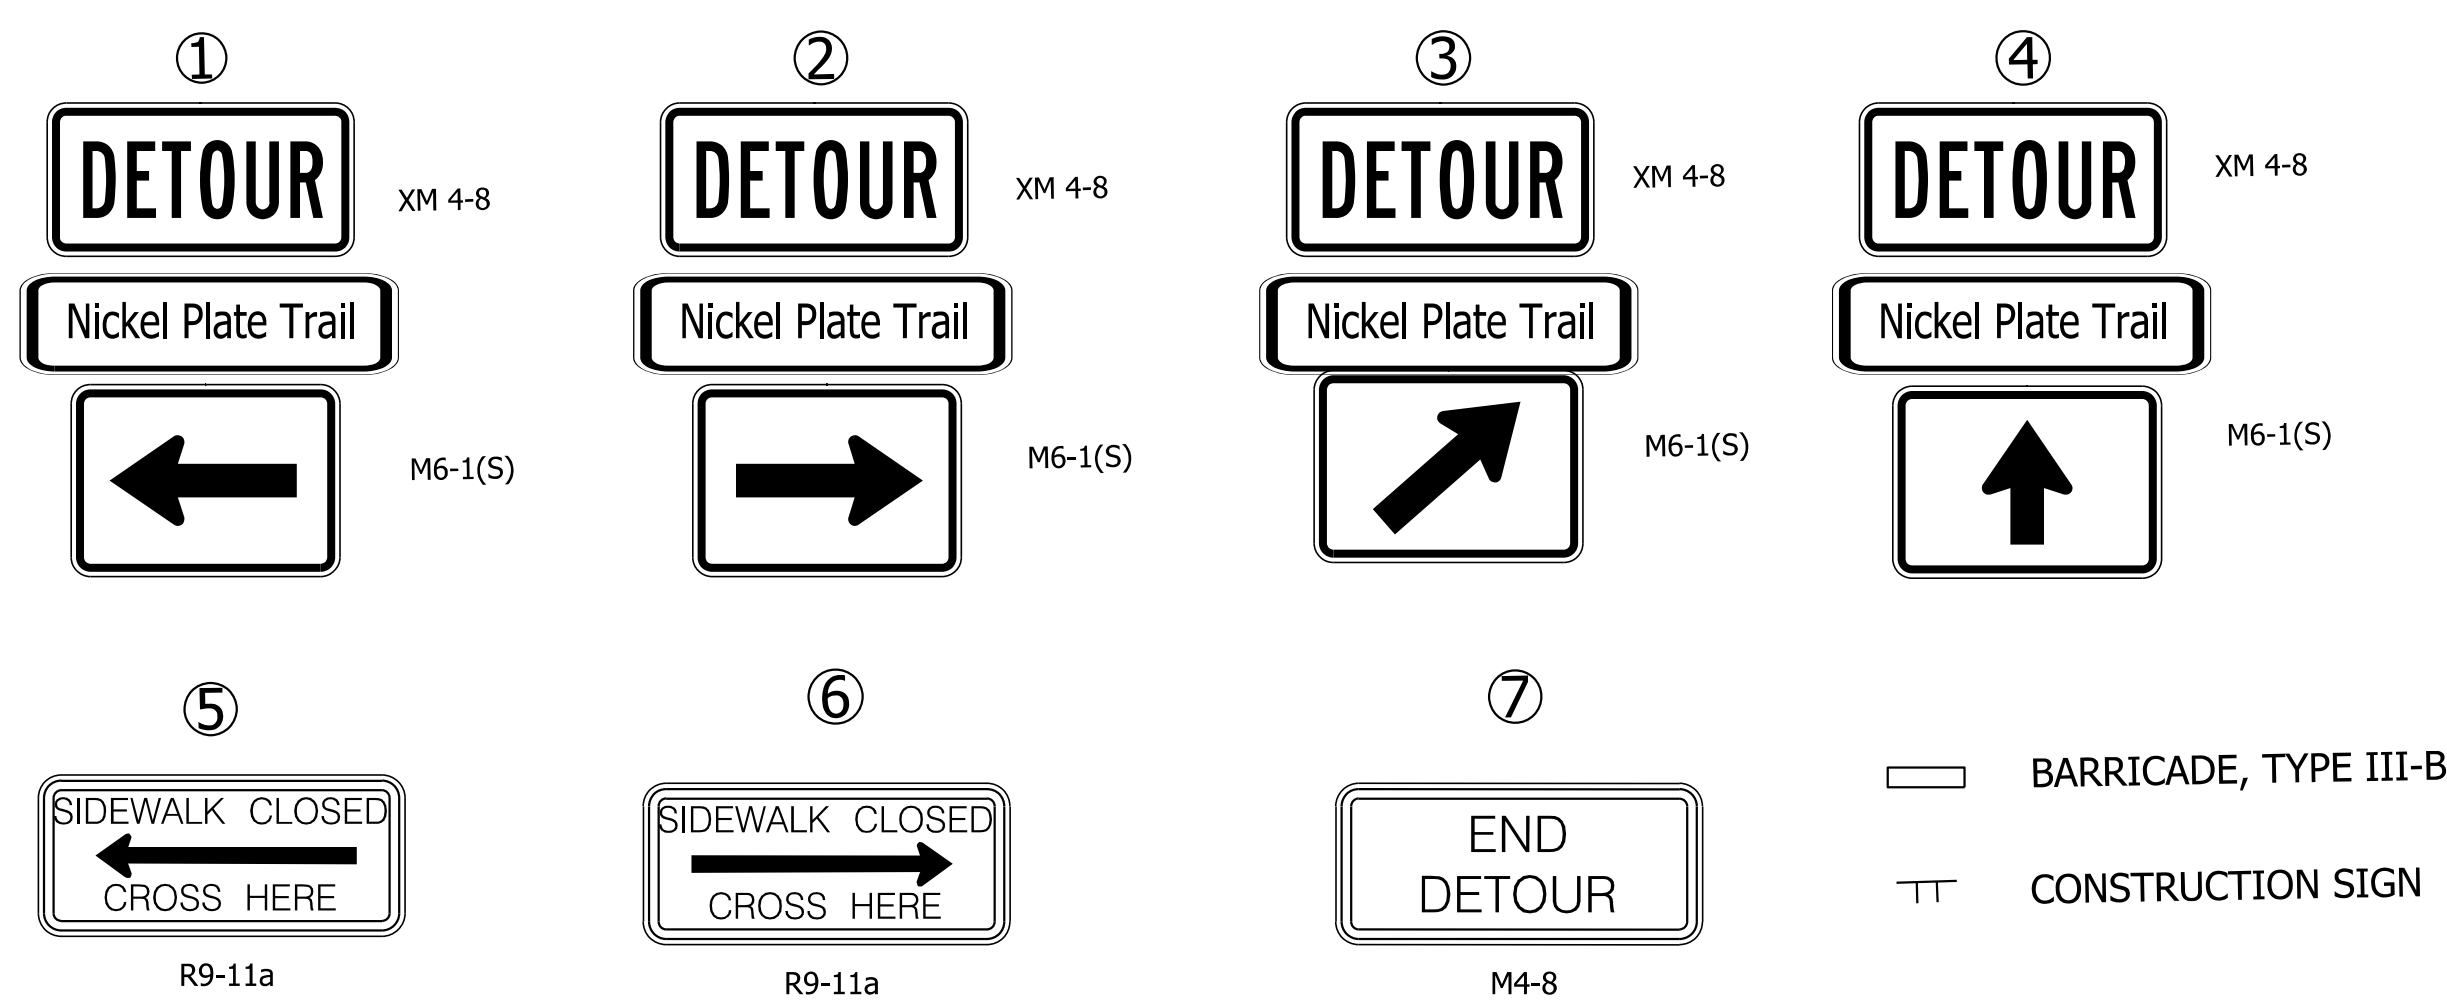 1
2
3
4
DETOUR
XM 4-8
DETOUR
XM 4-8
DETOUR
XM 4-8
DETOUR
XM 4-8
Nickel Plate Trail
Nickel Plate Trail
Nickel Plate Trail
Nickel Plate Trail
M6-1(S)
M6-1(S)
M6-1(S)
M6-1(S)
5
6
7
SIDEWALK CLOSED
CROSS HERE
R9-11a
SIDEWALK CLOSED
CROSS HERE
R9-11a
END
DETOUR
M4-8
BARRICADE, TYPE III-B
CONSTRUCTION SIGN